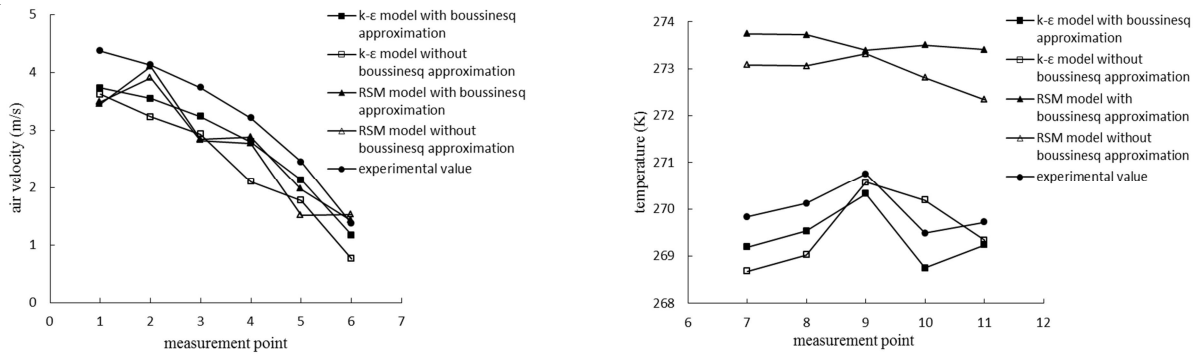 5
4
3
2
1
0
0 1 2 3 4 5 6 7
air velocity (m/s)
measurement point
k-ε model with boussinesq
approximation
k-ε model without
boussinesq approximation
RSM model with boussinesq
approximation
RSM model without
boussinesq approximation
experimental value
274
273
272
271
270
269
268
6 7 8 9 10 11 12
temperature (K)
measurement point
k-ε model with boussinesq
approximation
k-ε model without
boussinesq approximation
RSM model with
boussinesq approximation
RSM model without
boussinesq approximation
experimental value